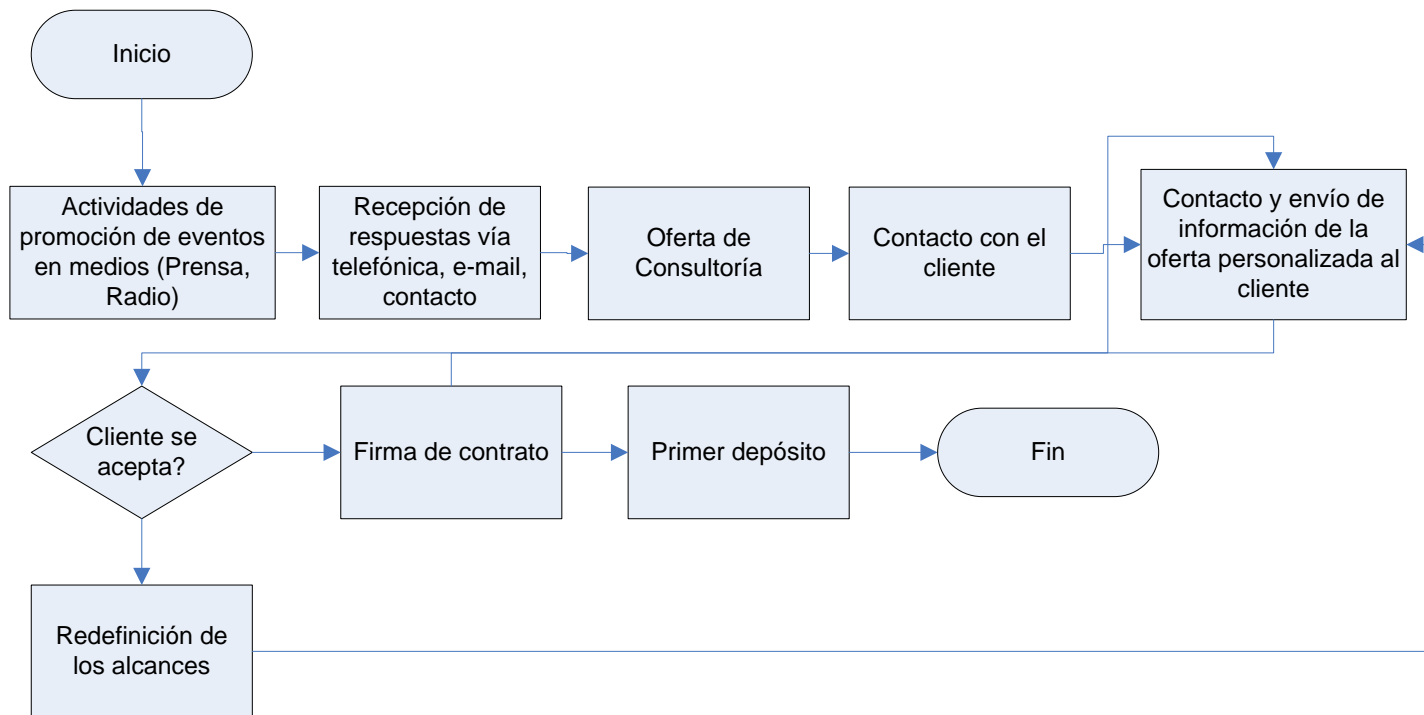 Inicio
Actividades de
promoción de eventos
en medios (Prensa,
Radio)
Recepción de
respuestas vía
telefónica, e-mail,
contacto
Oferta de
Consultoría
Contacto con el
cliente
Contacto y envío de
información de la
oferta personalizada al
cliente
Cliente se
acepta?
Firma de contrato
Primer depósito
Fin
Redefinición de
los alcances